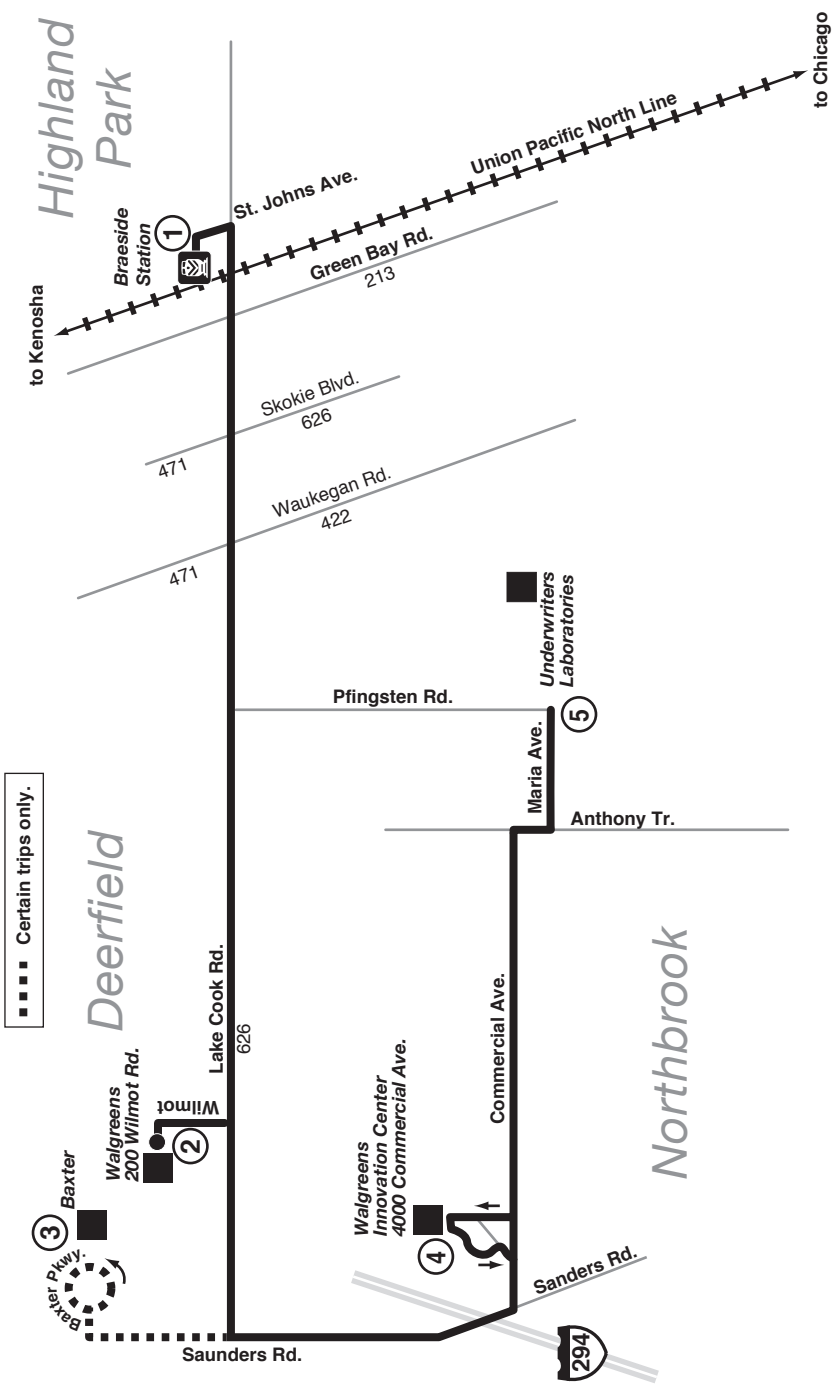 Certain trips only.
Highland
Park
Deerfield
Northbrook
to Kenosha
to Chicago
Union Pacific North Line
Braeside
Station
1
St. Johns Ave.
Green Bay Rd.
213
Skokie Blvd.
626
471
Waukegan Rd.
422
471
Lake Cook Rd.
626
Pfingsten Rd.
Underwriters
Laboratories
5
Maria Ave.
Anthony Tr.
Commercial Ave.
Wilmot
Walgreens
200 Wilmot Rd.
2
Baxter
3
Baxter Pkwy.
Walgreens
Innovation Center
4000 Commercial Ave.
4
Saunders Rd.
Sanders Rd.
294